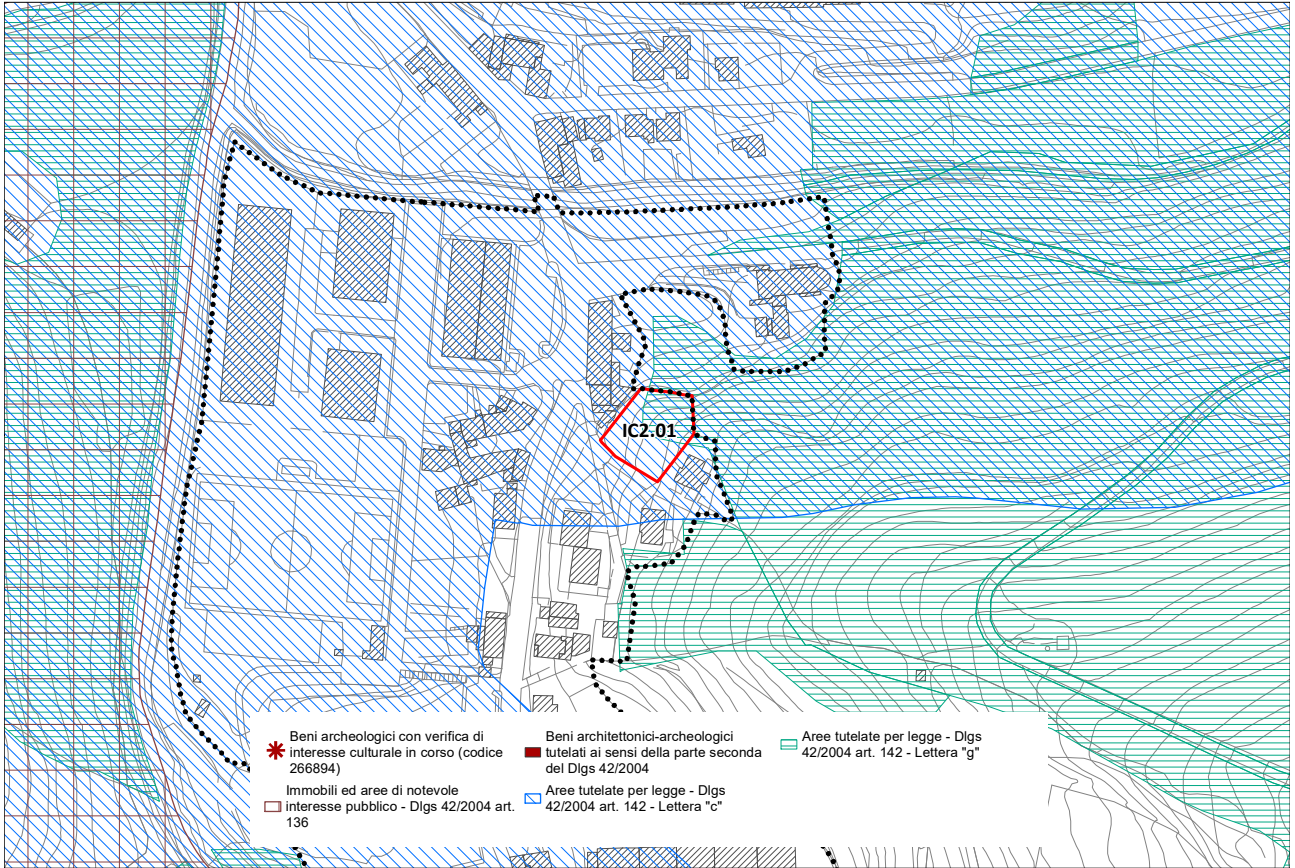 IC2.01
Beni archeologici con verifica di
interesse culturale in corso (codice
266894)
Immobili ed aree di notevole
interesse pubblico - Dlgs 42/2004 art.
136
Beni architettonici-archeologici
tutelati ai sensi della parte seconda
del Dlgs 42/2004
Aree tutelate per legge - Dlgs
42/2004 art. 142 - Lettera "c"
Aree tutelate per legge - Dlgs
42/2004 art. 142 - Lettera "g"